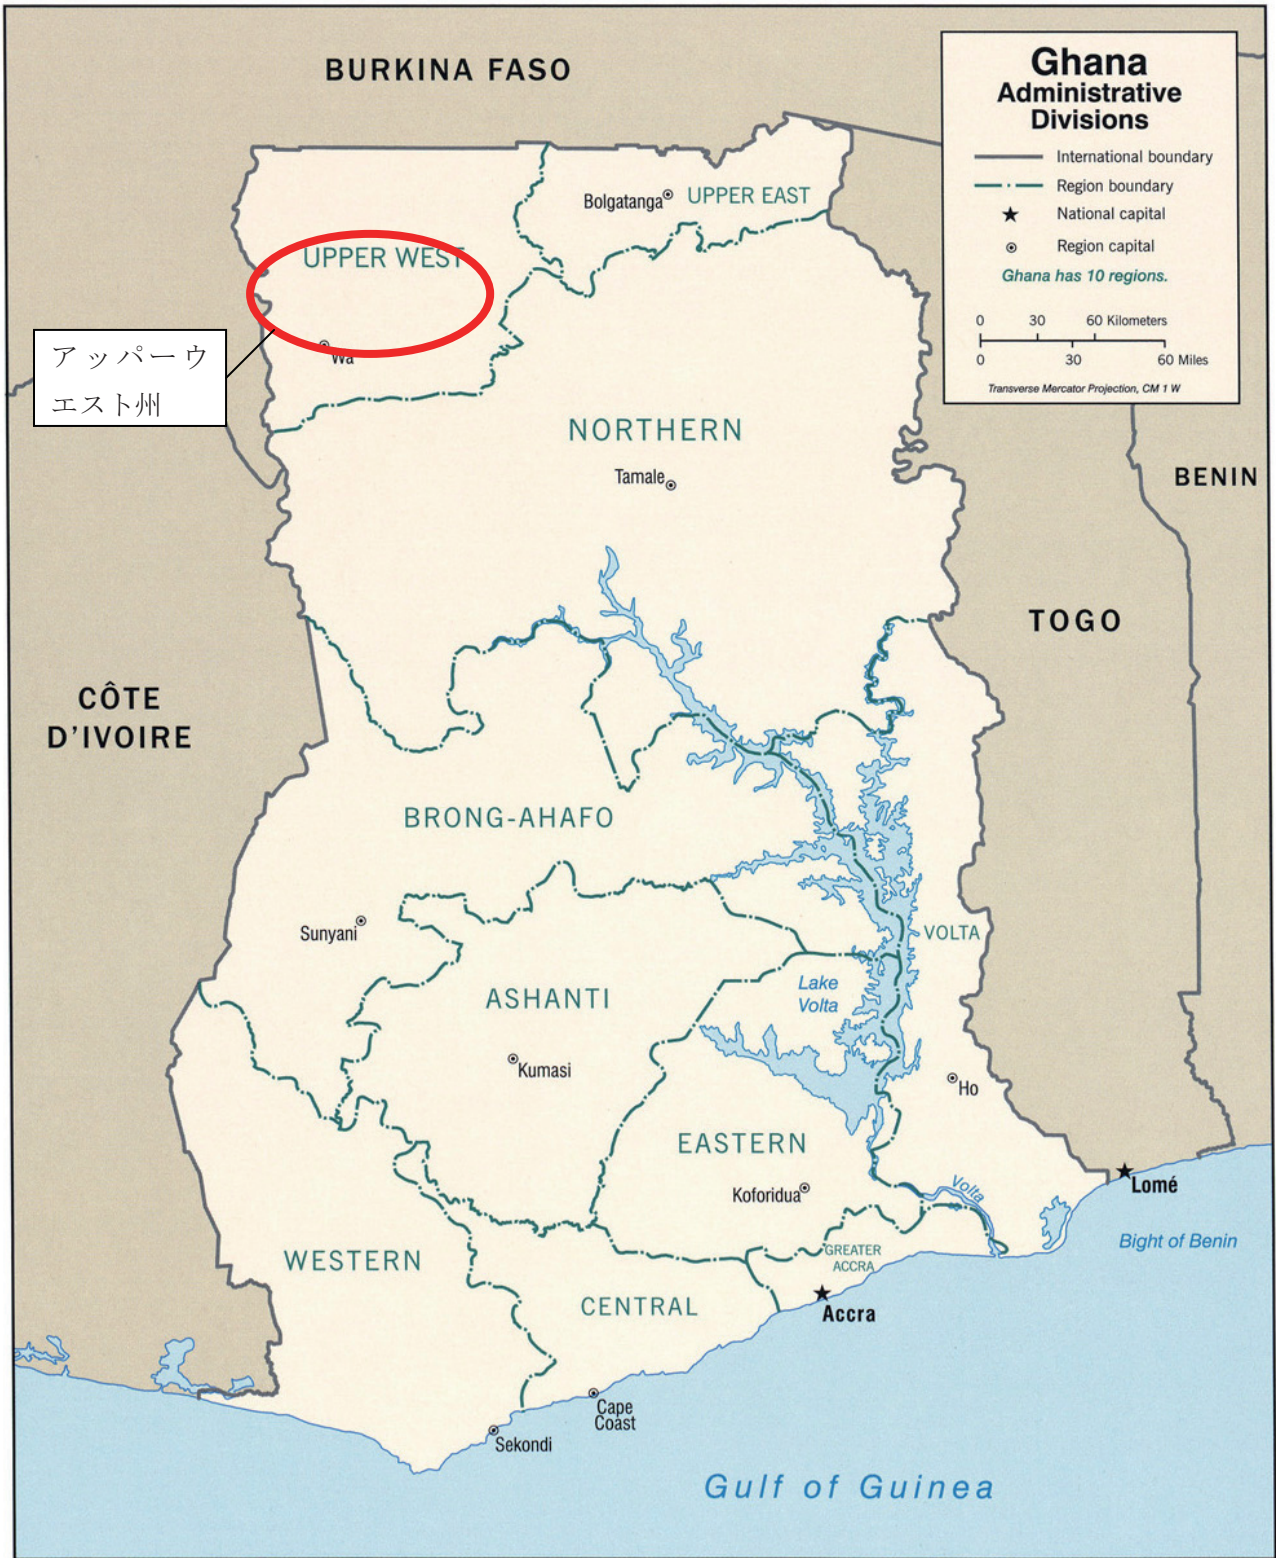 BURKINA FASO
Ghana
Administrative
Divisions
International boundary
Region boundary
National capital
Region capital
Ghana has 10 regions.
0 30 60 Kilometers
0 30 60 Miles
Transverse Mercator Projection, CM 1 W
Bolgatanga
UPPER EAST
UPPER WEST
Wa
アッパーウ
エスト州
NORTHERN
Tamale
BENIN
TOGO
CÔTE
D'IVOIRE
BRONG-AHAFO
Sunyani
VOLTA
ASHANTI
Lake
Volta
Kumasi
Ho
EASTERN
Koforidua
Volta
Lomé
Bight of Benin
WESTERN
GREATER
ACCRA
CENTRAL
Accra
Cape
Coast
Sekondi
Gulf of Guinea